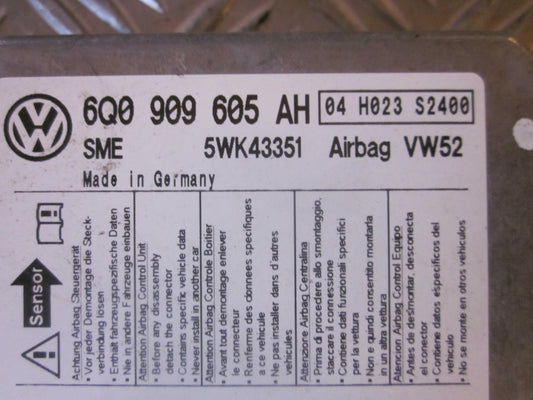 6Q0 909 605 AH 04 H023 S2400
SME 5WK43351 Airbag VW52
Made in Germany
Sensor
Achtung Airbag Steuergerät
• Vor jeder Demontage die Steck-
verbindung lösen
• Enthält fahrzeugspezifische Daten
• Nie in andere Fahrzeuge einbauen
Attention Airbag Control Unit
• Before any disassembly
detach the connector
• Contains specific vehicle data
• Never install in another car
Attention Airbag Controle Boitier
• Avant tout demontage enlever
le connecteur
• Renferme des donnees specifiques
a ce vehicule
• Ne pas installer dans d'autres
vehicules
Attenzione Airbag Centralina
• Prima di procedere allo smontaggio,
staccare il connessione
• Contiene dati funzionali specifici
per la vettura
• Non e quindi consentito montarla
in un altra vettura
Atencion Airbag Control Equipo
• Antes de desmontar, desconecta
el conector
• Contiene datos especificos del
vehiculo
• No se monte en otros vehiculos